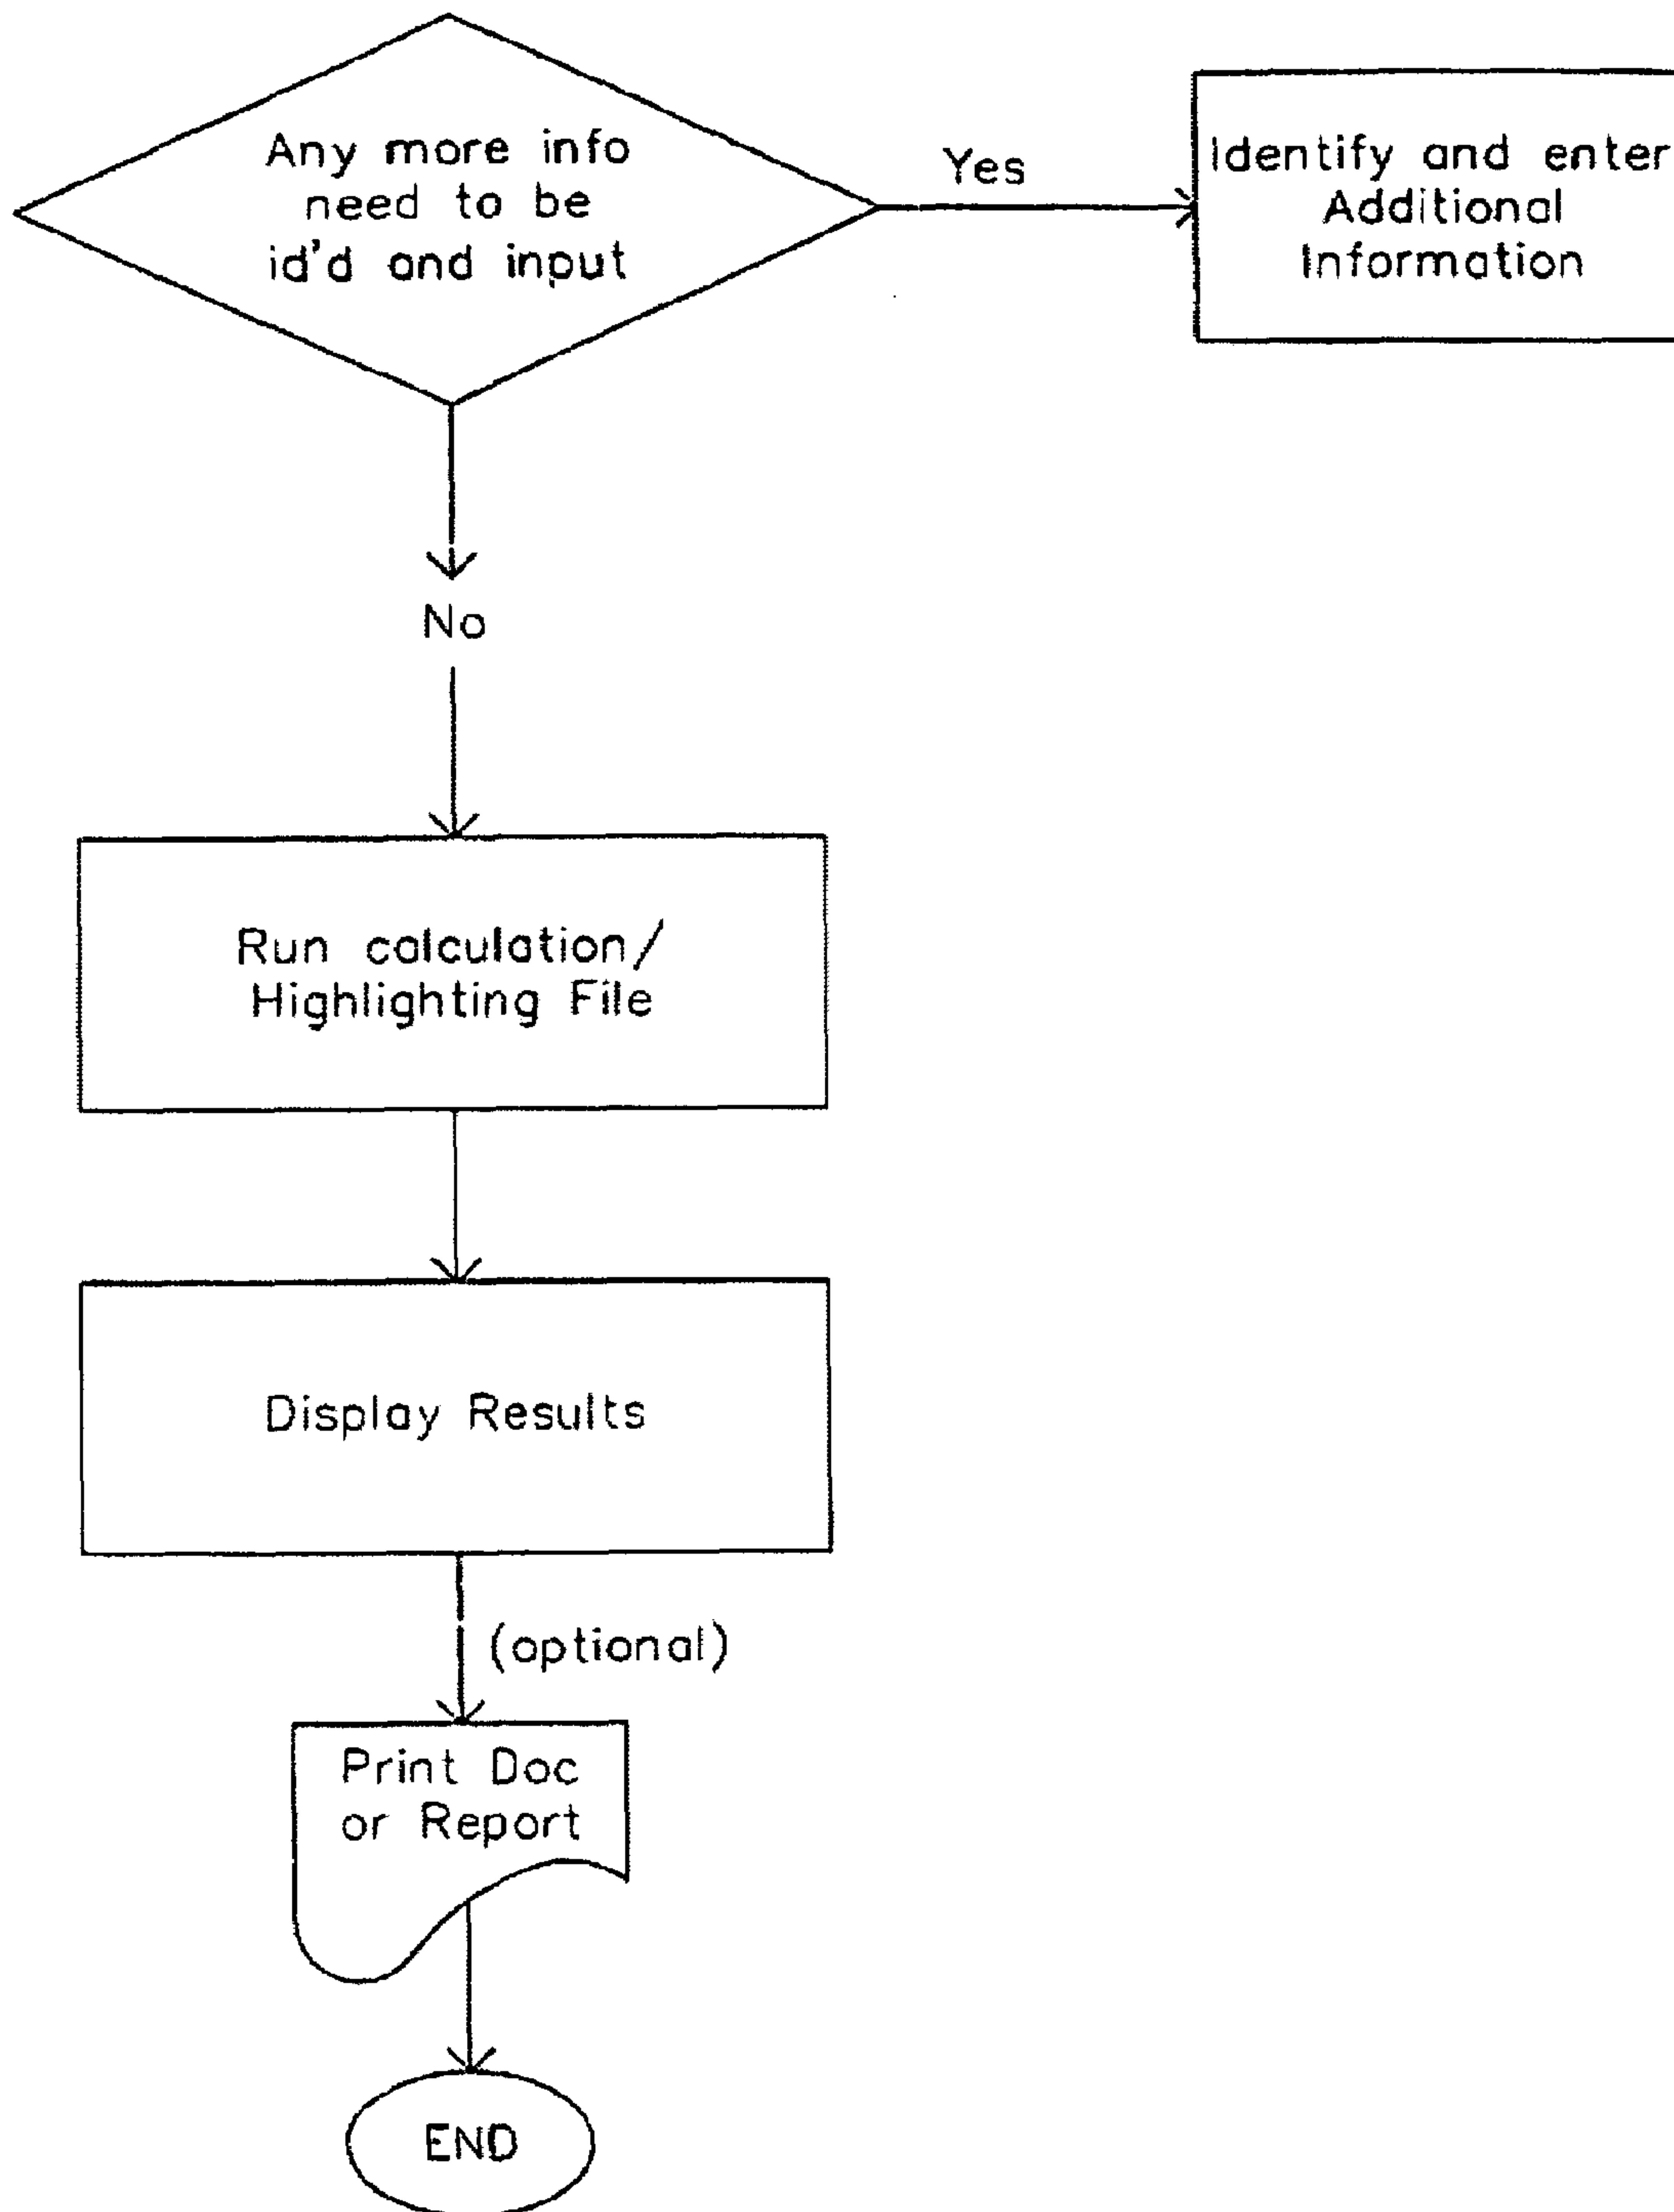 Any more info
need to be
id'd and input
Yes
Identify and enter
Additional
Information
No
Run calculation/
Highlighting File
Display Results
(optional)
Print Doc
or Report
END